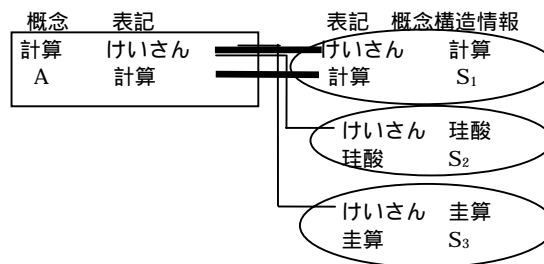 概念 表記 表記 概念構造情報
計算 けいさん けいさん 計算
A 計算 計算 S₁
けいさん 珪酸
珪酸 S₂
けいさん 圭算
圭算 S₃